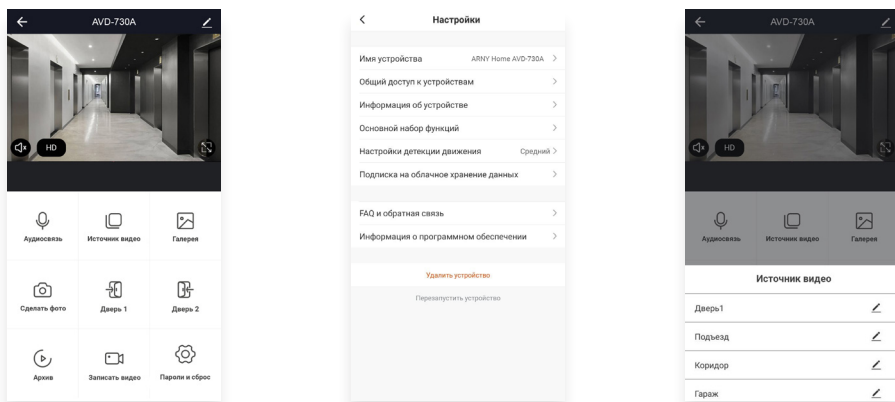 AVD-730A
HD
Аудиосвязь
Источник видео
Галерея
Сделать фото
Дверь 1
Дверь 2
Архив
Записать видео
Пароли и сброс
Настройки
Имя устройства ARNY Home AVD-730A
Общий доступ к устройствам
Информация об устройстве
Основной набор функций
Настройки детекции движения Средний
Подписка на облачное хранение данных
FAQ и обратная связь
Информация о программном обеспечении
Удалить устройство
Перезапустить устройство
AVD-730A
HD
Аудиосвязь
Источник видео
Галерея
Источник видео
Дверь1
Подъезд
Коридор
Гараж